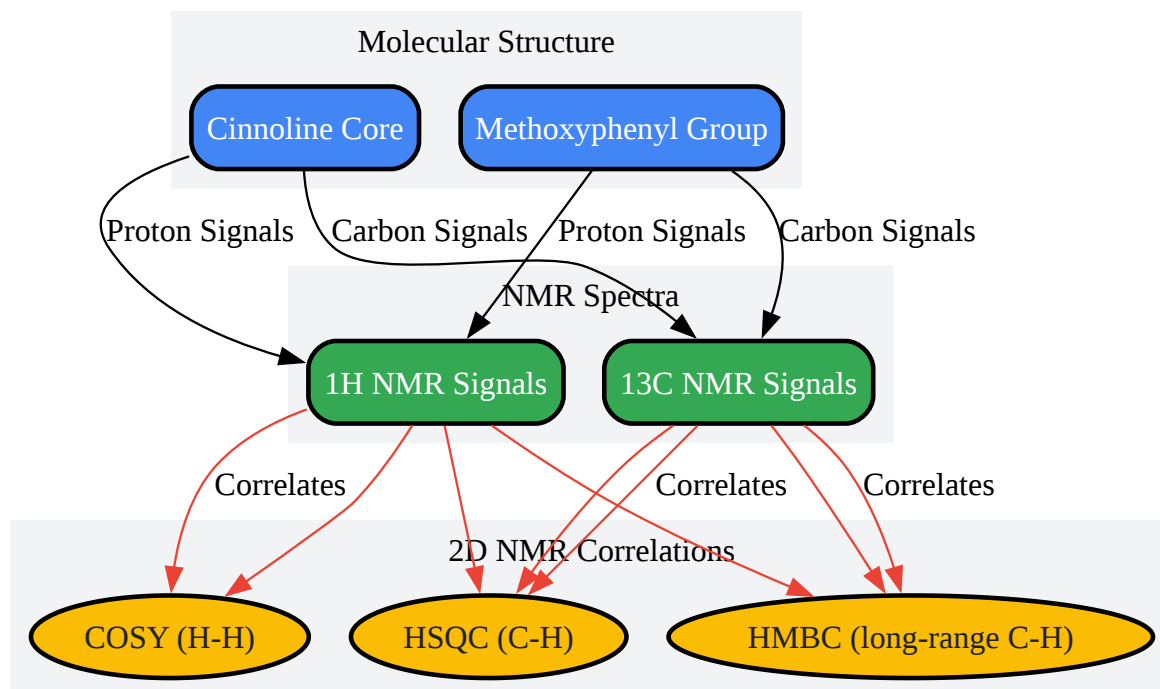 Molecular Structure
Cinnoline Core
Methoxyphenyl Group
Proton Signals
Carbon Signals
Proton Signals
Carbon Signals
NMR Spectra
1H NMR Signals
13C NMR Signals
Correlates
Correlates
Correlates
2D NMR Correlations
COSY (H-H)
HSQC (C-H)
HMBC (long-range C-H)